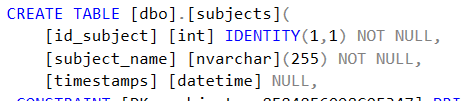 CREATE TABLE [dbo].[subjects](
[id_subject] [int] IDENTITY(1,1) NOT NULL,
[subject_name] [nvarchar](255) NOT NULL,
[timestamps] [datetime] NULL,
CONSTRAINT